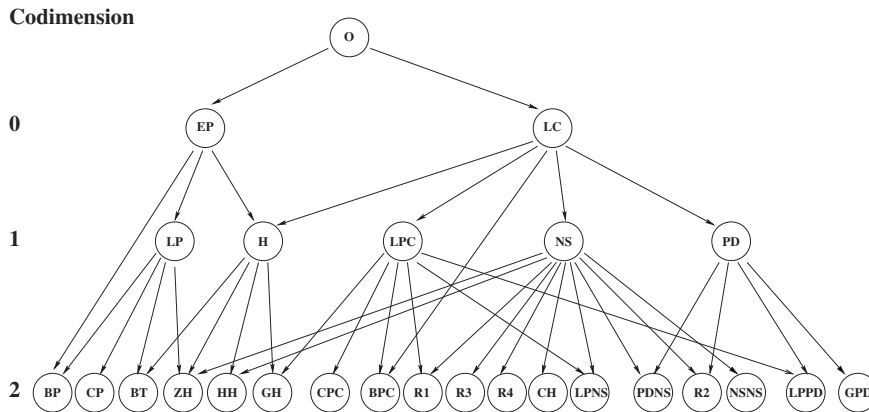 Codimension
O
0
EP LC
1
LP H LPC NS PD
2
BP CP BT ZH HH GH CPC BPC R1 R3 R4 CH LPNS PDNS R2 NSNS LPPD GPD